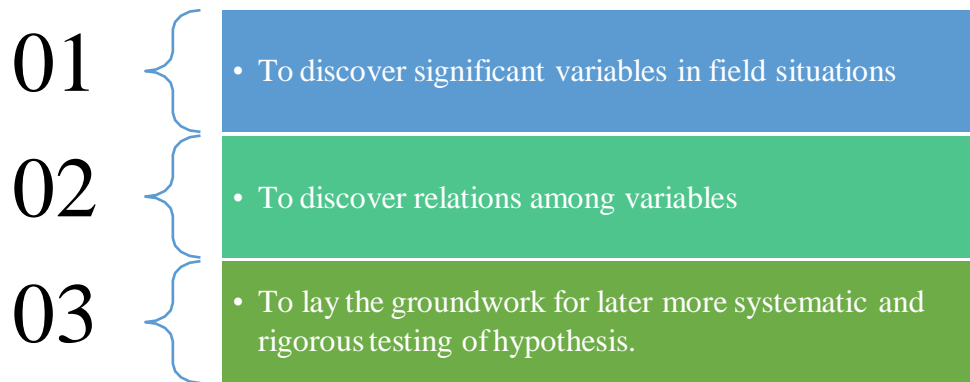 01
• To discover significant variables in field situations
02
• To discover relations among variables
03
• To lay the groundwork for later more systematic and
rigorous testing of hypothesis.